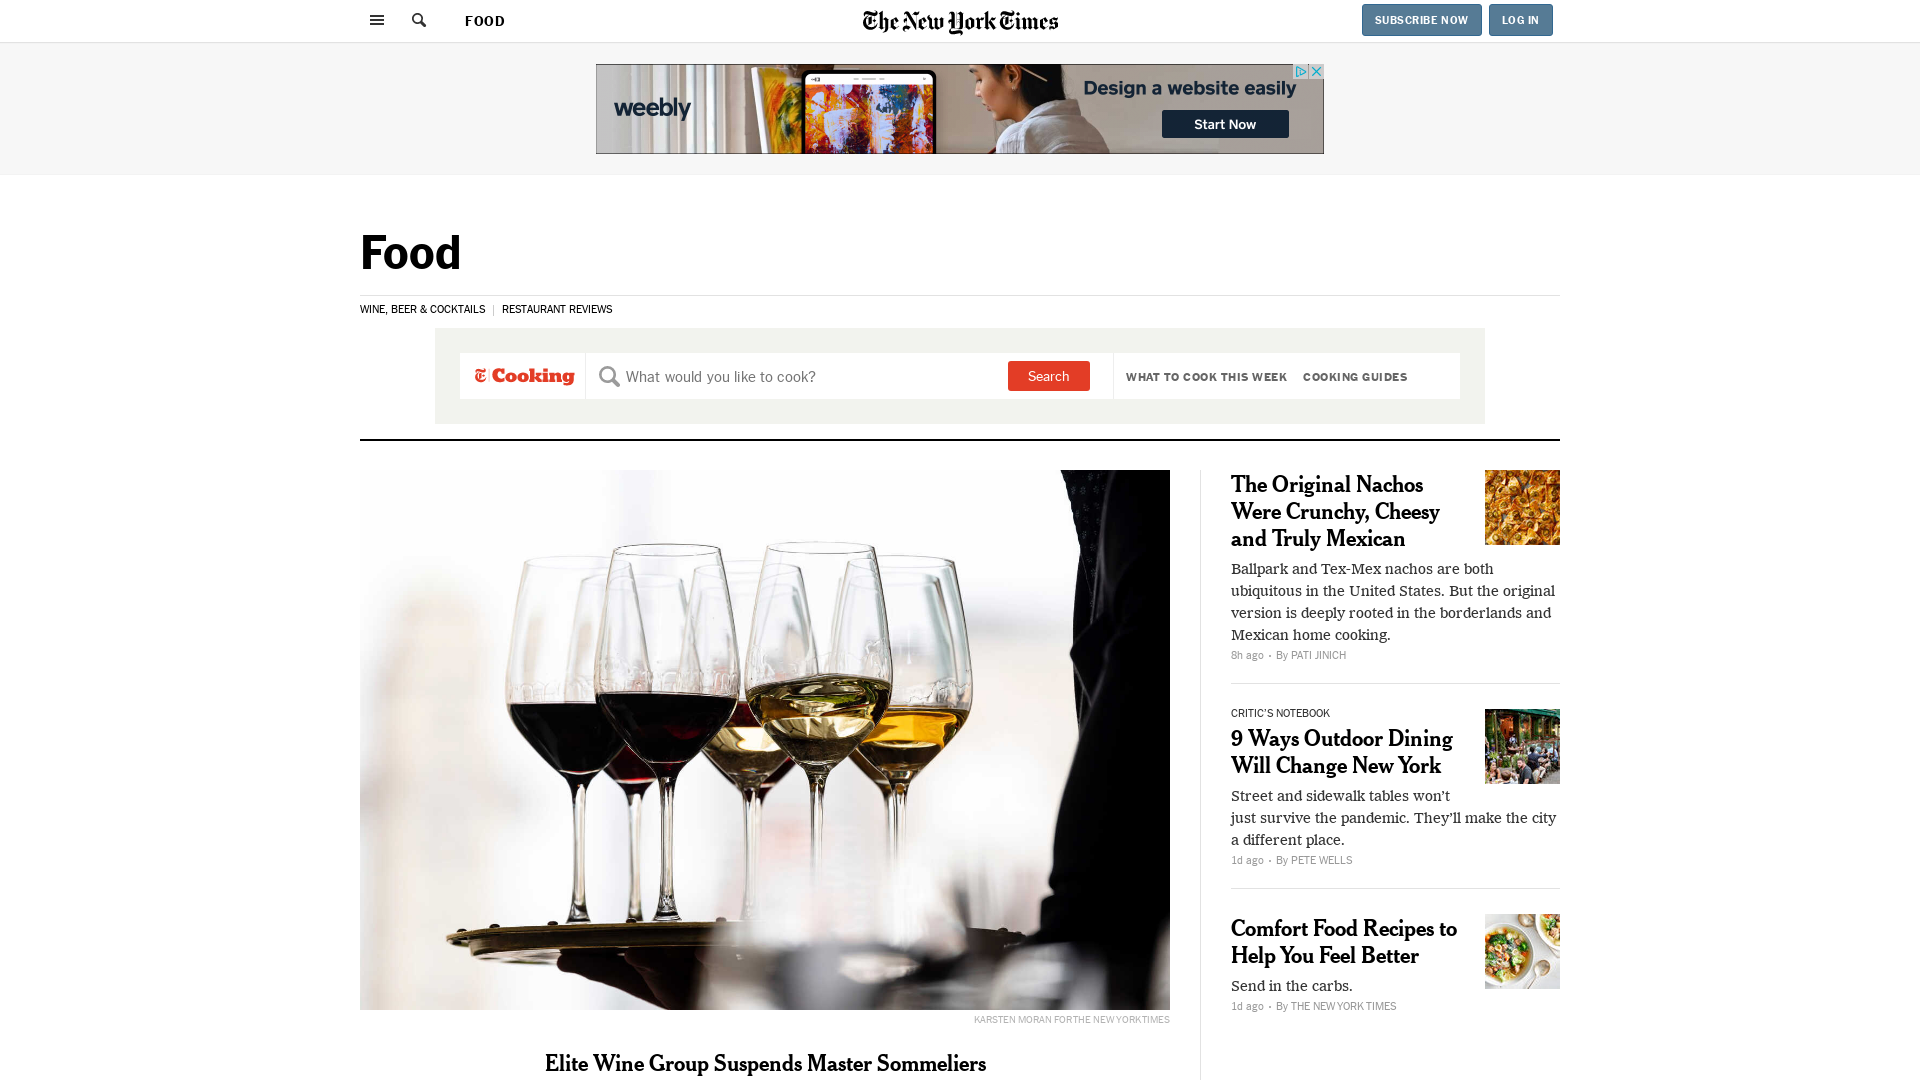 FOOD
The New York Times
SUBSCRIBE NOW
LOG IN
weebly
Design a website easily
Start Now
Food
WINE, BEER & COCKTAILS
RESTAURANT REVIEWS
Cooking
What would you like to cook?
Search
WHAT TO COOK THIS WEEK
COOKING GUIDES
KARSTEN MORAN FOR THE NEW YORK TIMES
Elite Wine Group Suspends Master Sommeliers
The Original Nachos
Were Crunchy, Cheesy
and Truly Mexican
Ballpark and Tex-Mex nachos are both
ubiquitous in the United States. But the original
version is deeply rooted in the borderlands and
Mexican home cooking.
8h ago • By PATI JINICH
CRITIC'S NOTEBOOK
9 Ways Outdoor Dining
Will Change New York
Street and sidewalk tables won’t
just survive the pandemic. They’ll make the city
a different place.
1d ago • By PETE WELLS
Comfort Food Recipes to
Help You Feel Better
Send in the carbs.
1d ago • By THE NEW YORK TIMES